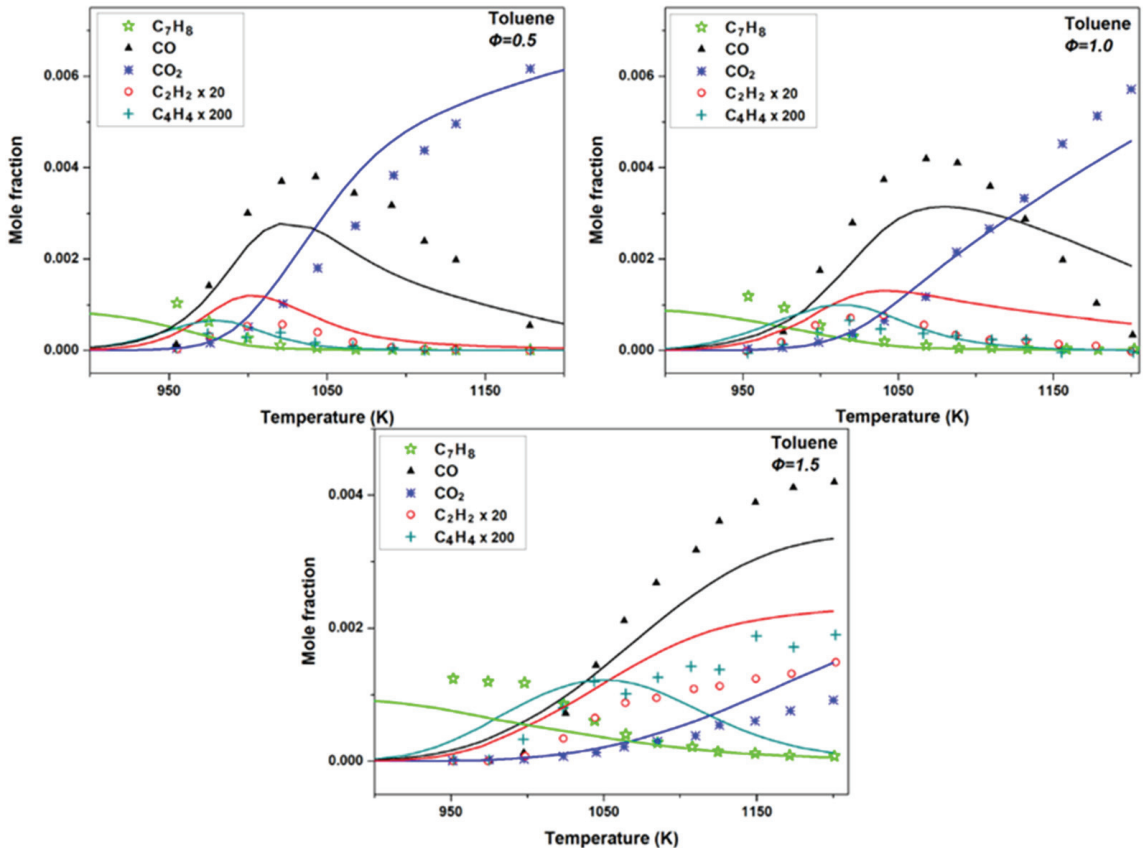 Toluene
Φ=0.5
C₇H₈
CO
CO₂
C₂H₂ x 20
C₄H₄ x 200
0.006
0.004
0.002
0.000
Mole fraction
950
1050
1150
Temperature (K)
Toluene
Φ=1.0
C₇H₈
CO
CO₂
C₂H₂ x 20
C₄H₄ x 200
0.006
0.004
0.002
0.000
Mole fraction
950
1050
1150
Temperature (K)
Toluene
Φ=1.5
C₇H₈
CO
CO₂
C₂H₂ x 20
C₄H₄ x 200
0.004
0.002
0.000
Mole fraction
950
1050
1150
Temperature (K)